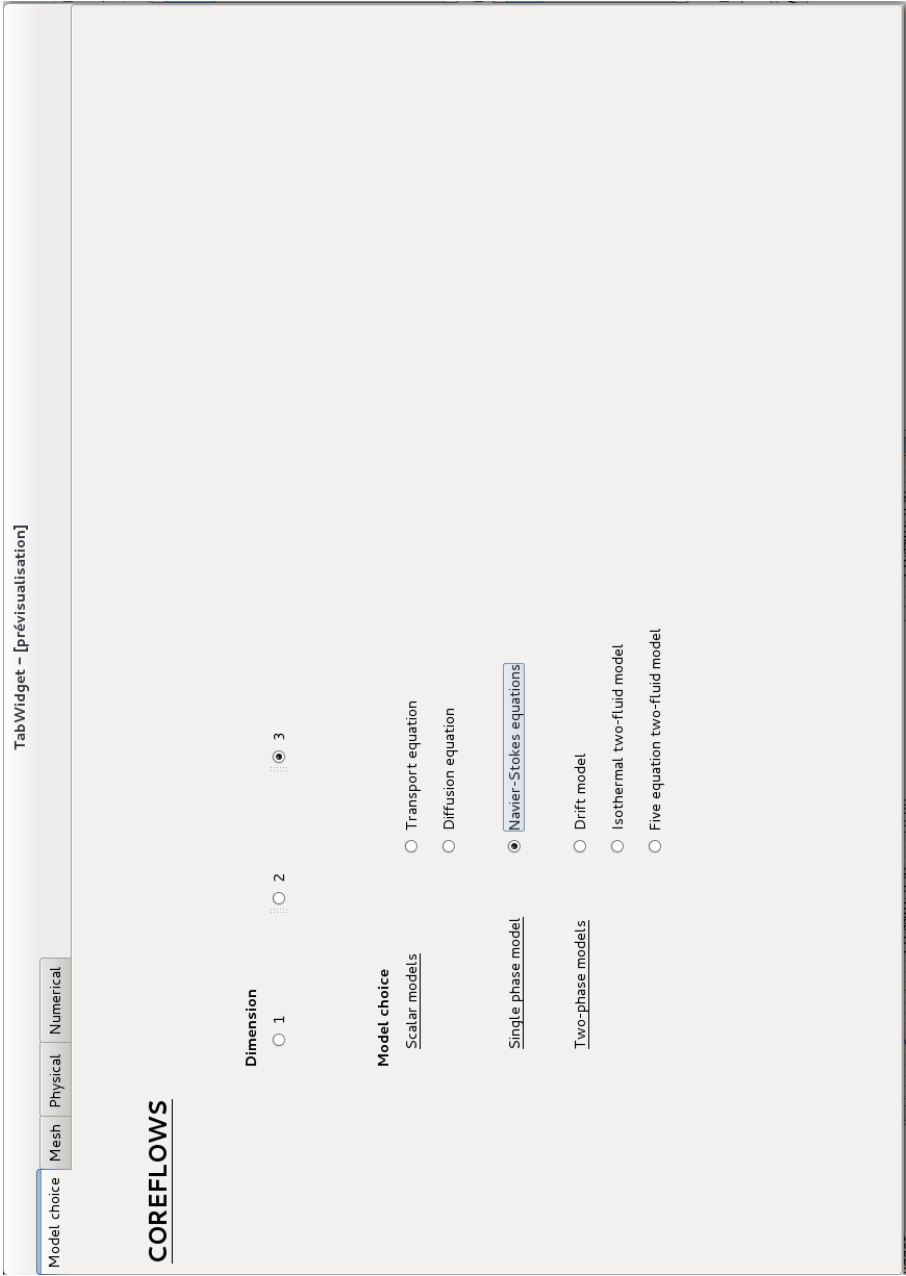 TabWidget – [prévisualisation]
Model choice Mesh Physical Numerical
COREFLOWS
Dimension
1 2 3
Model choice
Scalar models Transport equation
Diffusion equation
Single phase model Navier-Stokes equations
Two-phase models Drift model
Isothermal two-fluid model
Five equation two-fluid model